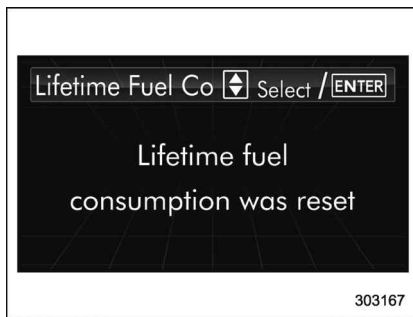 Lifetime Fuel Co Select / ENTER
Lifetime fuel
consumption was reset
303167